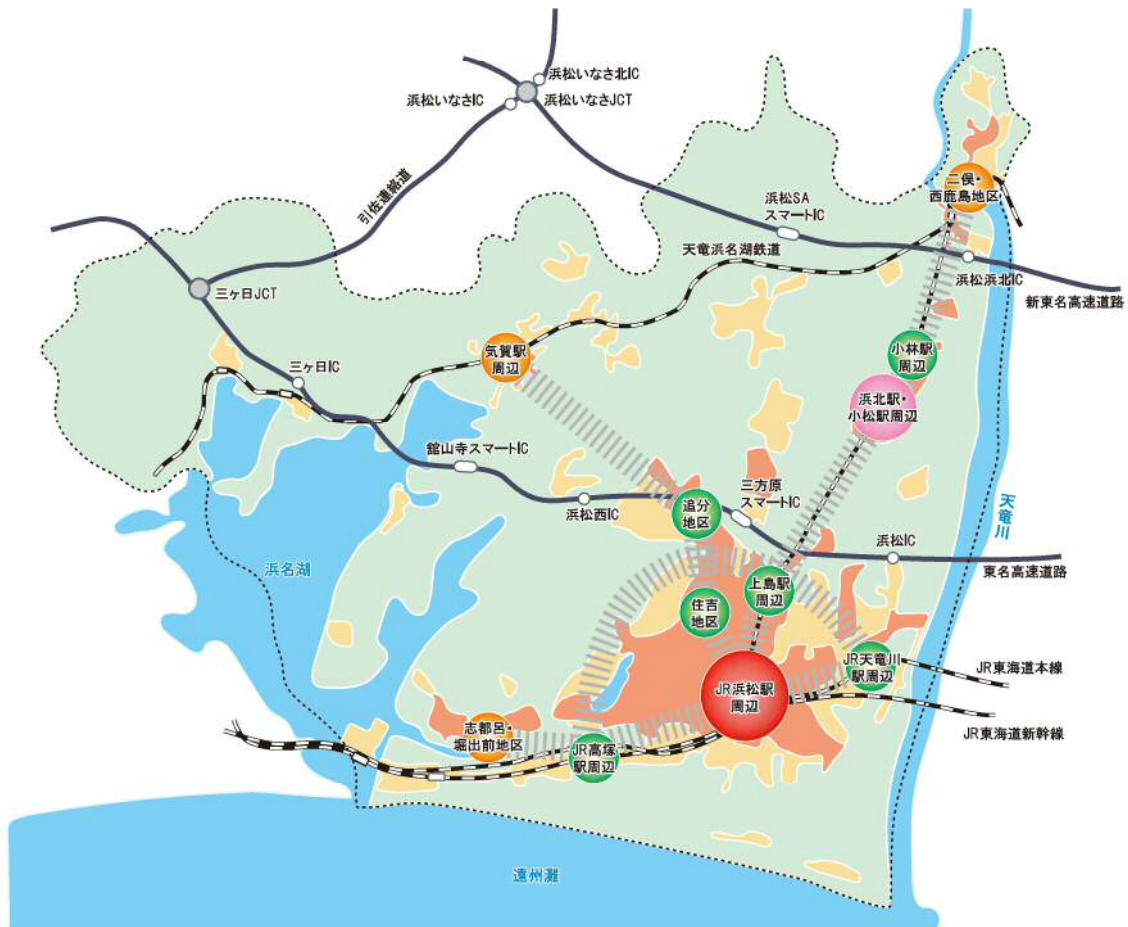 浜松いなさ北IC
浜松いなさIC
浜松いなさJCT
引佐連絡道
二俣・
西鹿島地区
浜松SA
スマートIC
天竜浜名湖鉄道
浜松浜北IC
新東名高速道路
三ヶ日JCT
気賀駅
周辺
小林駅
周辺
三ヶ日IC
浜北駅・
小松駅周辺
舘山寺スマートIC
浜松西IC
追分
地区
三方原
スマートIC
天竜川
浜松IC
東名高速道路
浜名湖
上島駅
周辺
住吉
地区
JR天竜川
駅周辺
JR東海道本線
JR浜松駅
周辺
JR東海道新幹線
志都呂・
堀出前地区
JR高塚
駅周辺
遠州灘